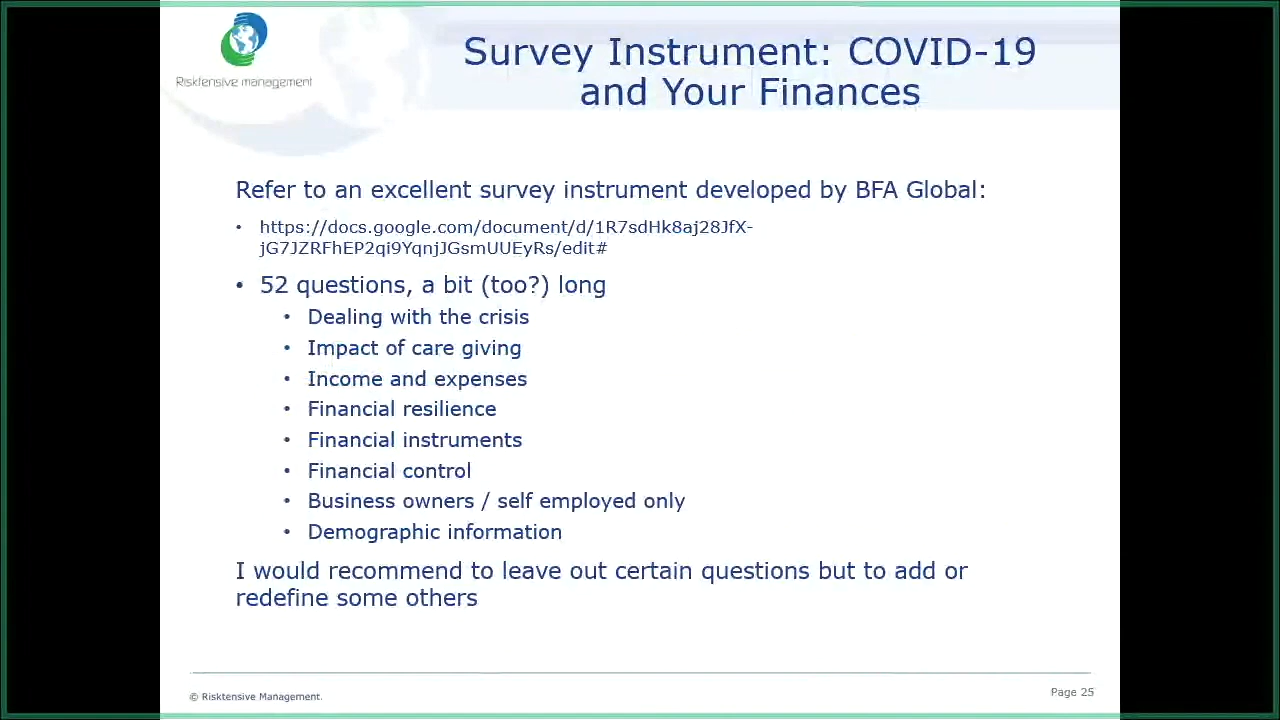 Risktensive management
Survey Instrument: COVID-19
and Your Finances
Refer to an excellent survey instrument developed by BFA Global:
• https://docs.google.com/document/d/1R7sdHk8aj28JfX-
jG7JZRFhEP2qi9YqnjJGsmUUEyRs/edit#
• 52 questions, a bit (too?) long
• Dealing with the crisis
• Impact of care giving
• Income and expenses
• Financial resilience
• Financial instruments
• Financial control
• Business owners / self employed only
• Demographic information
I would recommend to leave out certain questions but to add or
redefine some others
© Risktensive Management.
Page 25